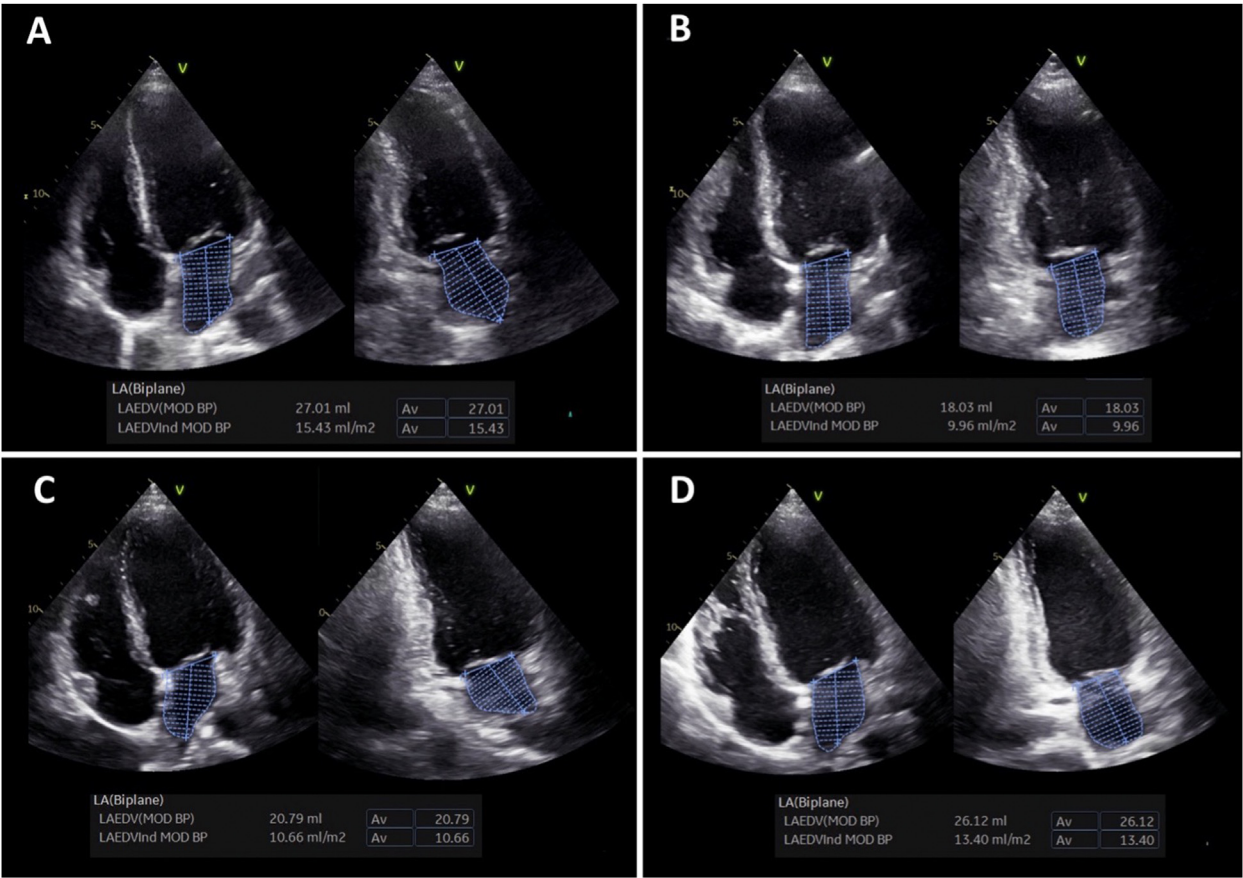 A
V
V
5
5
10
LA(Biplane)
LAEDV(MOD BP) 27.01 ml Av 27.01
LAEDVInd MOD BP 15.43 ml/m2 Av 15.43
B
V
V
5
5
10
LA(Biplane)
LAEDV(MOD BP) 18.03 ml Av 18.03
LAEDVInd MOD BP 9.96 ml/m2 Av 9.96
C
V
V
5
5
10
0
LA(Biplane)
LAEDV(MOD BP) 20.79 ml Av 20.79
LAEDVInd MOD BP 10.66 ml/m2 Av 10.66
D
V
V
5
5
10
LA(Biplane)
LAEDV(MOD BP) 26.12 ml Av 26.12
LAEDVInd MOD BP 13.40 ml/m2 Av 13.40